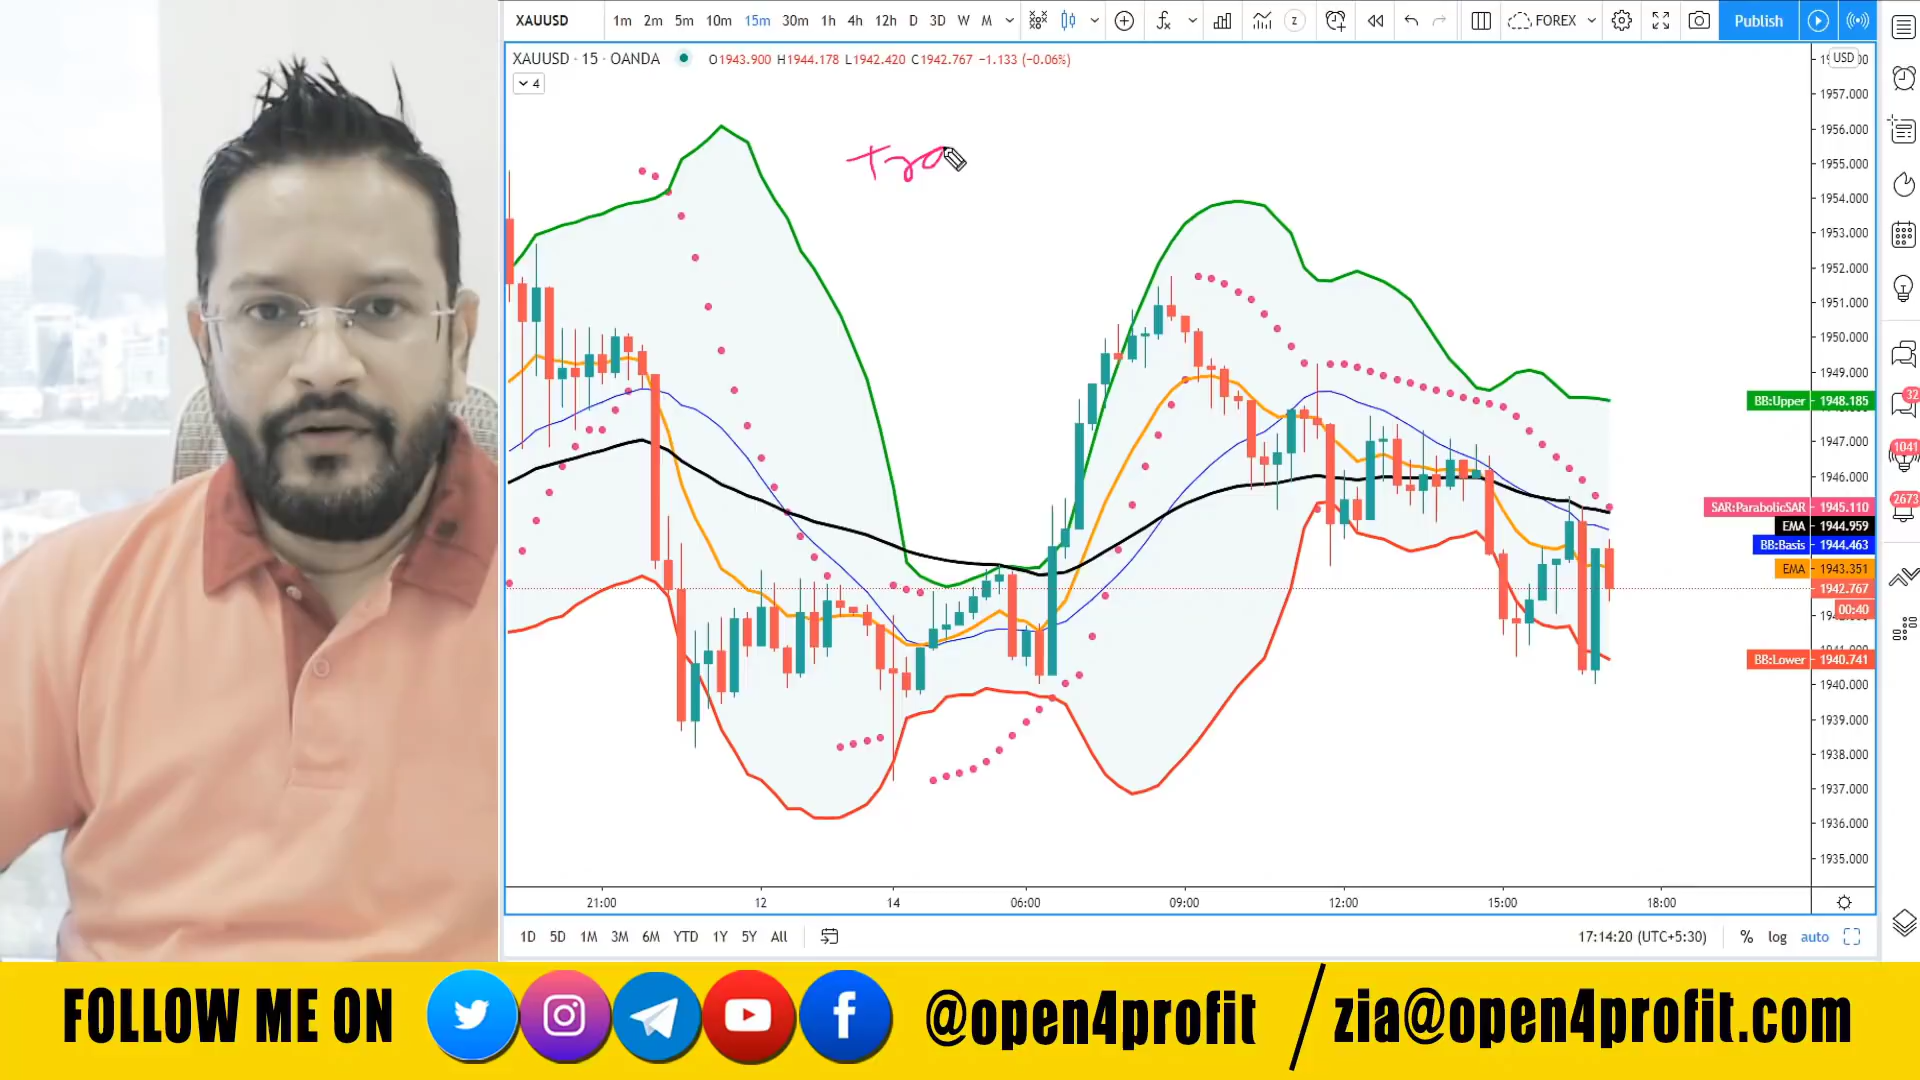 XAUUSD 1m 2m 5m 10m 15m 30m 1h 4h 12h D 3D W M Z FOREX Publish
XAUUSD · 15 · OANDA O1943.900 H1944.178 L1942.420 C1942.767 −1.133 (−0.06%)
4
USD
1957.000
1956.000
1955.000
1954.000
1953.000
1952.000
1951.000
1950.000
1949.000
BB:Upper 1948.185
1947.000
1946.000
SAR:ParabolicSAR 1945.110
EMA 1944.959
BB:Basis 1944.463
EMA 1943.351
1942.767
00:40
BB:Lower 1940.741
1940.000
1939.000
1938.000
1937.000
1936.000
1935.000
32
1041
2673
Tra
21:00 12 14 06:00 09:00 12:00 15:00 18:00
1D 5D 1M 3M 6M YTD 1Y 5Y All 17:14:20 (UTC+5:30) % log auto
FOLLOW ME ON @open4profit / zia@open4profit.com